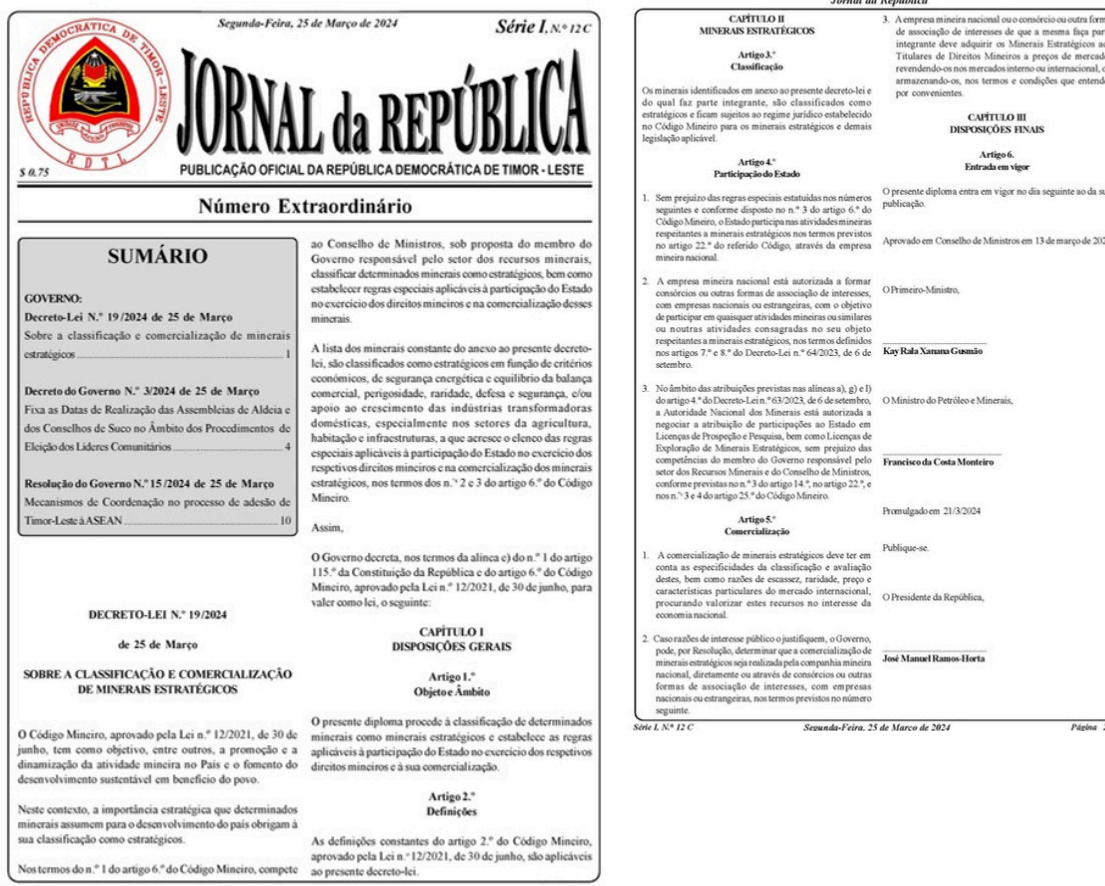 Segunda-Feira, 25 de Março de 2024
Série I, N.º 12 C
REPÚBLICA DEMOCRÁTICA DE TIMOR-LESTE
RDTL
$ 0.75
JORNAL da REPÚBLICA
PUBLICAÇÃO OFICIAL DA REPÚBLICA DEMOCRÁTICA DE TIMOR - LESTE
Número Extraordinário
SUMÁRIO
GOVERNO:
Decreto-Lei N.º 19/2024 de 25 de Março
Sobre a classificação e comercialização de minerais
estratégicos 1
Decreto do Governo N.º 3/2024 de 25 de Março
Fixa as Datas de Realização das Assembleias de Aldeia e
dos Conselhos de Suco no Âmbito dos Procedimentos de
Eleição dos Líderes Comunitários 4
Resolução do Governo N.º 15 /2024 de 25 de Março
Mecanismos de Coordenação no processo de adesão de
Timor-Leste à ASEAN 10
DECRETO-LEI N.º 19/2024
de 25 de Março
SOBRE A CLASSIFICAÇÃO E COMERCIALIZAÇÃO
DE MINERAIS ESTRATÉGICOS
O Código Mineiro, aprovado pela Lei n.º 12/2021, de 30 de
junho, tem como objetivo, entre outros, a promoção e a
dinamização da atividade mineira no País e o fomento do
desenvolvimento sustentável em benefício do povo.
Neste contexto, a importância estratégica que determinados
minerais assumem para o desenvolvimento do país obrigam à
sua classificação como estratégicos.
Nos termos do n.º 1 do artigo 6.º do Código Mineiro, compete
ao Conselho de Ministros, sob proposta do membro do
Governo responsável pelo setor dos recursos minerais,
classificar determinados minerais como estratégicos, bem como
estabelecer regras especiais aplicáveis à participação do Estado
no exercício dos direitos mineiros e na comercialização desses
minerais.
A lista dos minerais constante do anexo ao presente decreto-
lei, são classificados como estratégicos em função de critérios
económicos, de segurança energética e equilíbrio da balança
comercial, perigosidade, raridade, defesa e segurança, e/ou
apoio ao crescimento das indústrias transformadoras
domésticas, especialmente nos setores da agricultura,
habitação e infraestruturas, a que acresce o elenco das regras
especiais aplicáveis à participação do Estado no exercício dos
respetivos direitos mineiros e na comercialização dos minerais
estratégicos, nos termos dos n.ºs 2 e 3 do artigo 6.º do Código
Mineiro.
Assim,
O Governo decreta, nos termos da alínea e) do n.º 1 do artigo
115.º da Constituição da República e do artigo 6.º do Código
Mineiro, aprovado pela Lei n.º 12/2021, de 30 de junho, para
valer como lei, o seguinte:
CAPÍTULO I
DISPOSIÇÕES GERAIS
Artigo 1.º
Objeto e Âmbito
O presente diploma procede à classificação de determinados
minerais como minerais estratégicos e estabelece as regras
aplicáveis à participação do Estado no exercício dos respetivos
direitos mineiros e à sua comercialização.
Artigo 2.º
Definições
As definições constantes do artigo 2.º do Código Mineiro,
aprovado pela Lei n.º 12/2021, de 30 de junho, são aplicáveis
ao presente decreto-lei.
Jornal da República
CAPÍTULO II
MINERAIS ESTRATÉGICOS
Artigo 3.º
Classificação
Os minerais identificados em anexo ao presente decreto-lei e
do qual faz parte integrante, são classificados como
estratégicos e ficam sujeitos ao regime jurídico estabelecido
no Código Mineiro para os minerais estratégicos e demais
legislação aplicável.
Artigo 4.º
Participação do Estado
1. Sem prejuízo das regras especiais estatuídas nos números
seguintes e conforme disposto no n.º 3 do artigo 6.º do
Código Mineiro, o Estado participa nas atividades mineiras
respeitantes a minerais estratégicos nos termos previstos
no artigo 22.º do referido Código, através da empresa
mineira nacional.
2. A empresa mineira nacional está autorizada a formar
consórcios ou outras formas de associação de interesses,
com empresas nacionais ou estrangeiras, com o objetivo
de participar em quaisquer atividades mineiras ou similares
ou noutras atividades consagradas no seu objeto
respeitantes a minerais estratégicos, nos termos definidos
nos artigos 7.º e 8.º do Decreto-Lei n.º 64/2023, de 6 de
setembro.
3. No âmbito das atribuições previstas nas alíneas a), g) e l)
do artigo 4.º do Decreto-Lei n.º 63/2023, de 6 de setembro,
a Autoridade Nacional dos Minerais está autorizada a
negociar a atribuição de participações ao Estado em
Licenças de Prospeção e Pesquisa, bem como Licenças de
Exploração de Minerais Estratégicos, sem prejuízo das
competências do membro do Governo responsável pelo
setor dos Recursos Minerais e do Conselho de Ministros,
conforme previstas no n.º 3 do artigo 14.º, no artigo 22.º, e
nos n.ºs 3 e 4 do artigo 25.º do Código Mineiro.
Artigo 5.º
Comercialização
1. A comercialização de minerais estratégicos deve ter em
conta as especificidades da classificação e avaliação
destes, bem como razões de escassez, raridade, preço e
características particulares do mercado internacional,
procurando valorizar estes recursos no interesse da
economia nacional.
2. Caso razões de interesse público o justifiquem, o Governo,
pode, por Resolução, determinar que a comercialização de
minerais estratégicos seja realizada pela companhia mineira
nacional, diretamente ou através de consórcios ou outras
formas de associação de interesses, com empresas
nacionais ou estrangeiras, nos termos previstos no número
seguinte.
3. A empresa mineira nacional ou o consórcio ou outra form
de associação de interesses de que a mesma faça part
integrante deve adquirir os Minerais Estratégicos ao
Titulares de Direitos Mineiros a preços de mercado
revendendo-os nos mercados interno ou internacional, o
armazenando-os, nos termos e condições que entende
por convenientes.
CAPÍTULO III
DISPOSIÇÕES FINAIS
Artigo 6.
Entrada em vigor
O presente diploma entra em vigor no dia seguinte ao da su
publicação.
Aprovado em Conselho de Ministros em 13 de março de 202
O Primeiro-Ministro,
Kay Rala Xanana Gusmão
O Ministro do Petróleo e Minerais,
Francisco da Costa Monteiro
Promulgado em 21/3/2024
Publique-se.
O Presidente da República,
José Manuel Ramos-Horta
Série I, N.º 12 C
Segunda-Feira, 25 de Março de 2024
Página